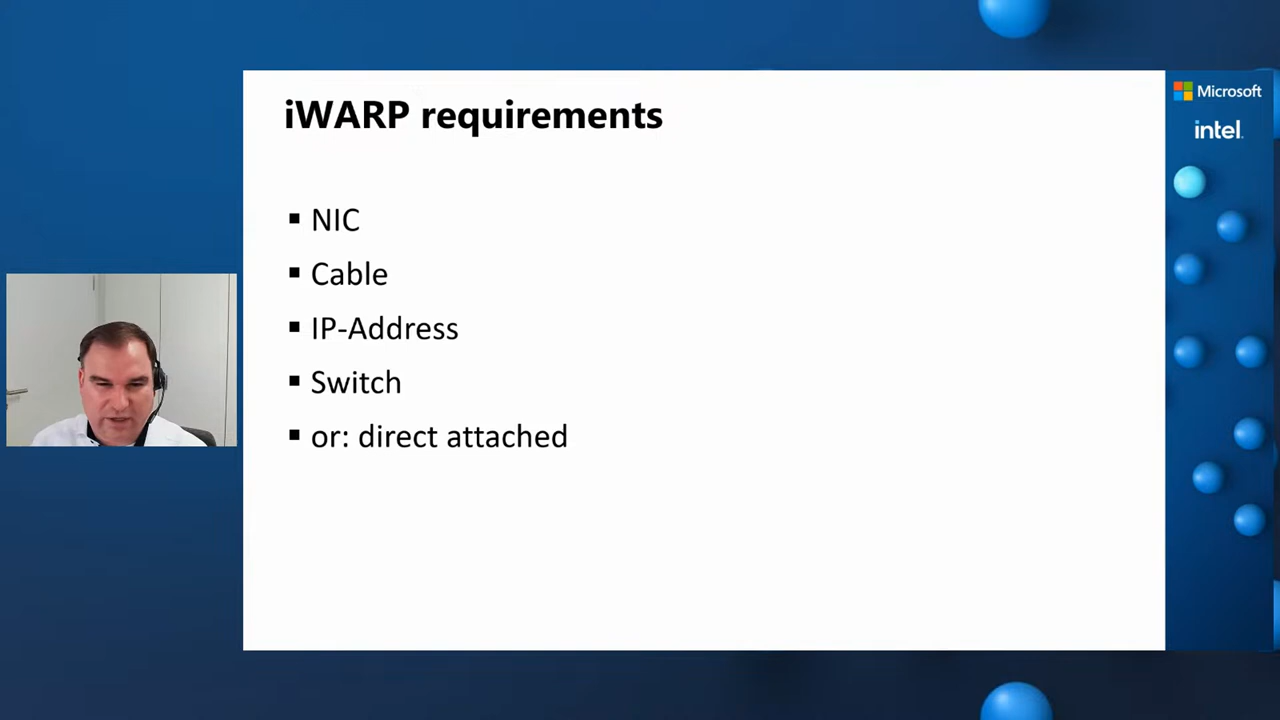 iWARP requirements
NIC
Cable
IP-Address
Switch
or: direct attached
Microsoft
intel.